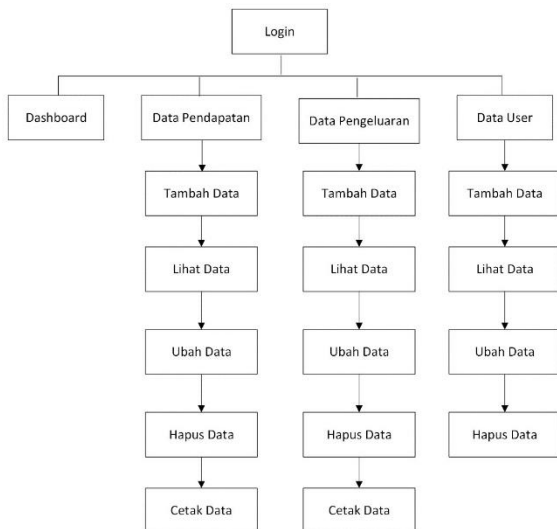 Login
Dashboard
Data Pendapatan
Data Pengeluaran
Data User
Tambah Data
Tambah Data
Tambah Data
Lihat Data
Lihat Data
Lihat Data
Ubah Data
Ubah Data
Ubah Data
Hapus Data
Hapus Data
Hapus Data
Cetak Data
Cetak Data